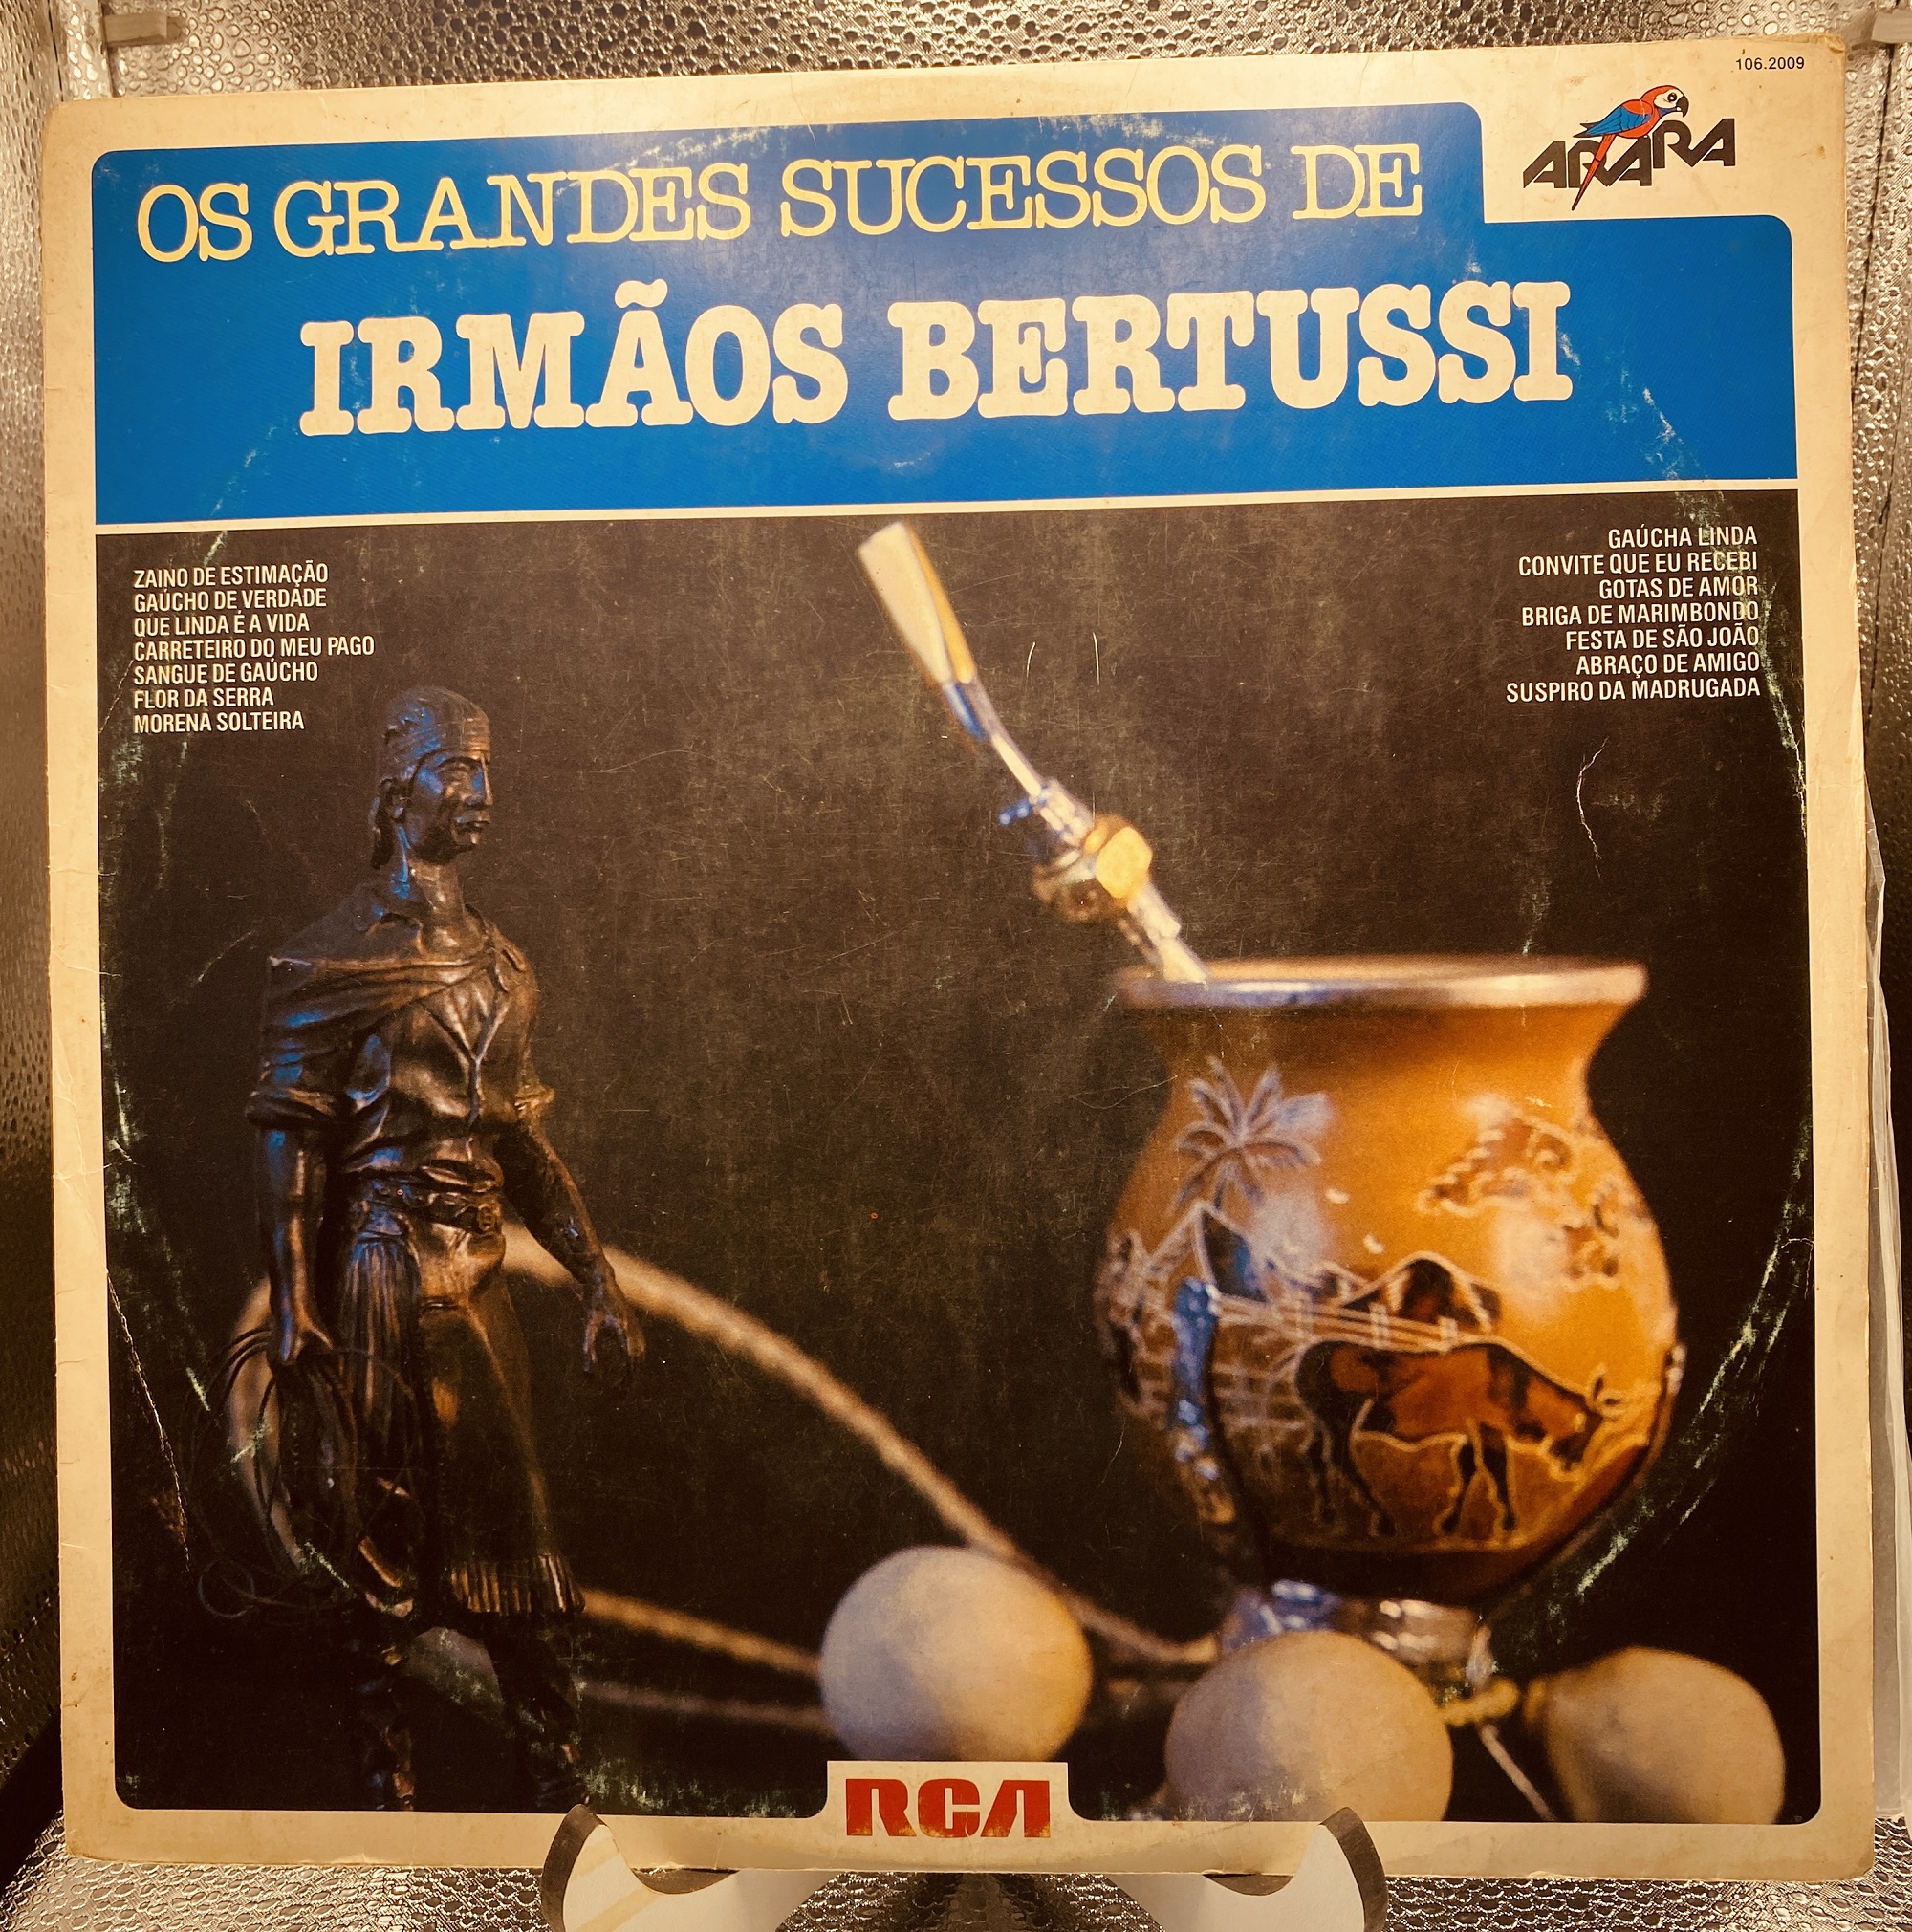 106.2009
ARARA
OS GRANDES SUCESSOS DE
IRMÃOS BERTUSSI
ZAINO DE ESTIMAÇÃO
GAÚCHO DE VERDADE
QUE LINDA É A VIDA
CARRETEIRO DO MEU PAGO
SANGUE DE GAÚCHO
FLOR DA SERRA
MORENA SOLTEIRA
GAÚCHA LINDA
CONVITE QUE EU RECEBI
GOTAS DE AMOR
BRIGA DE MARIMBONDO
FESTA DE SÃO JOÃO
ABRAÇO DE AMIGO
SUSPIRO DA MADRUGADA
RCA